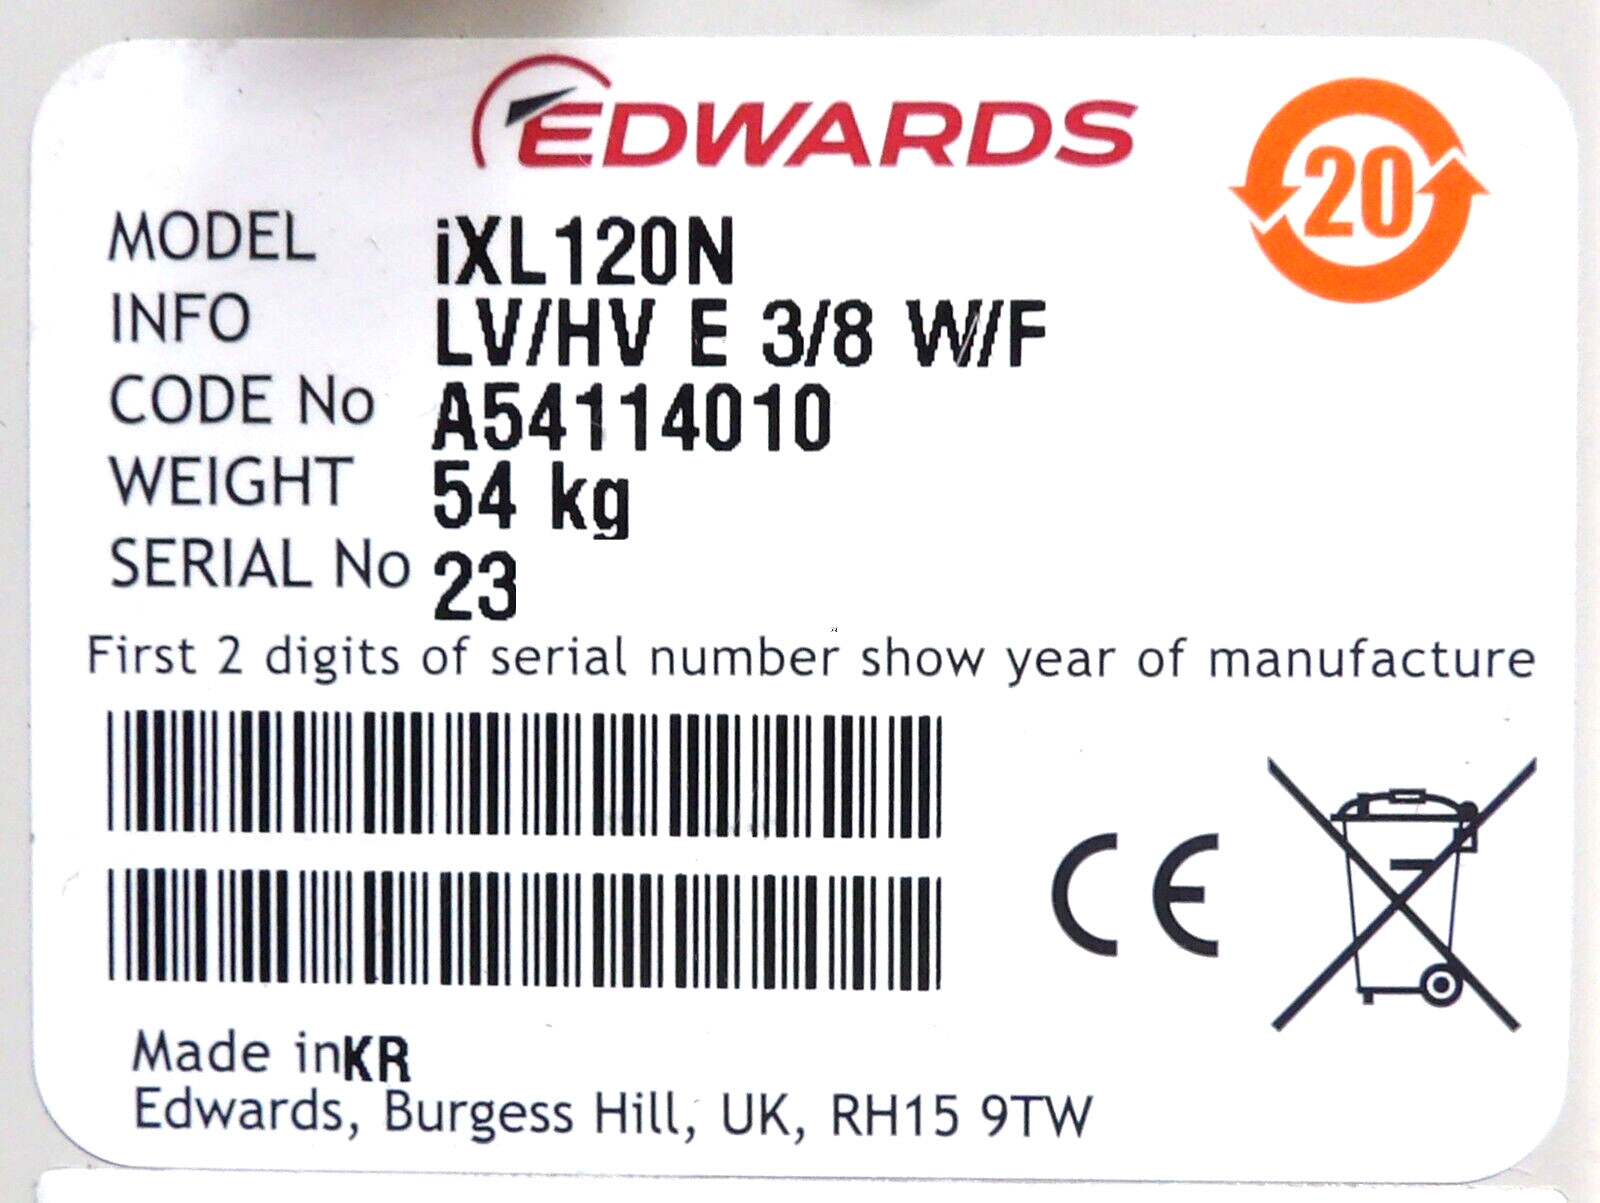 EDWARDS
20
MODEL iXL120N
INFO LV/HV E 3/8 W/F
CODE No A54114010
WEIGHT 54 kg
SERIAL No 23
First 2 digits of serial number show year of manufacture
CE
Made inKR
Edwards, Burgess Hill, UK, RH15 9TW